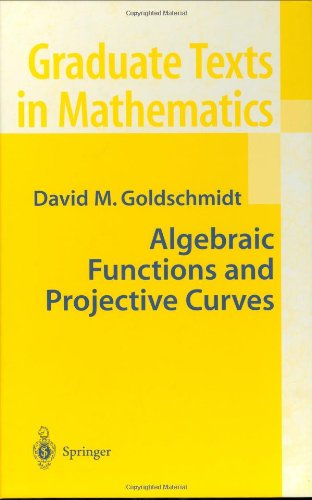 Graduate Texts
in Mathematics
David M. Goldschmidt
Algebraic
Functions and
Projective Curves
Springer